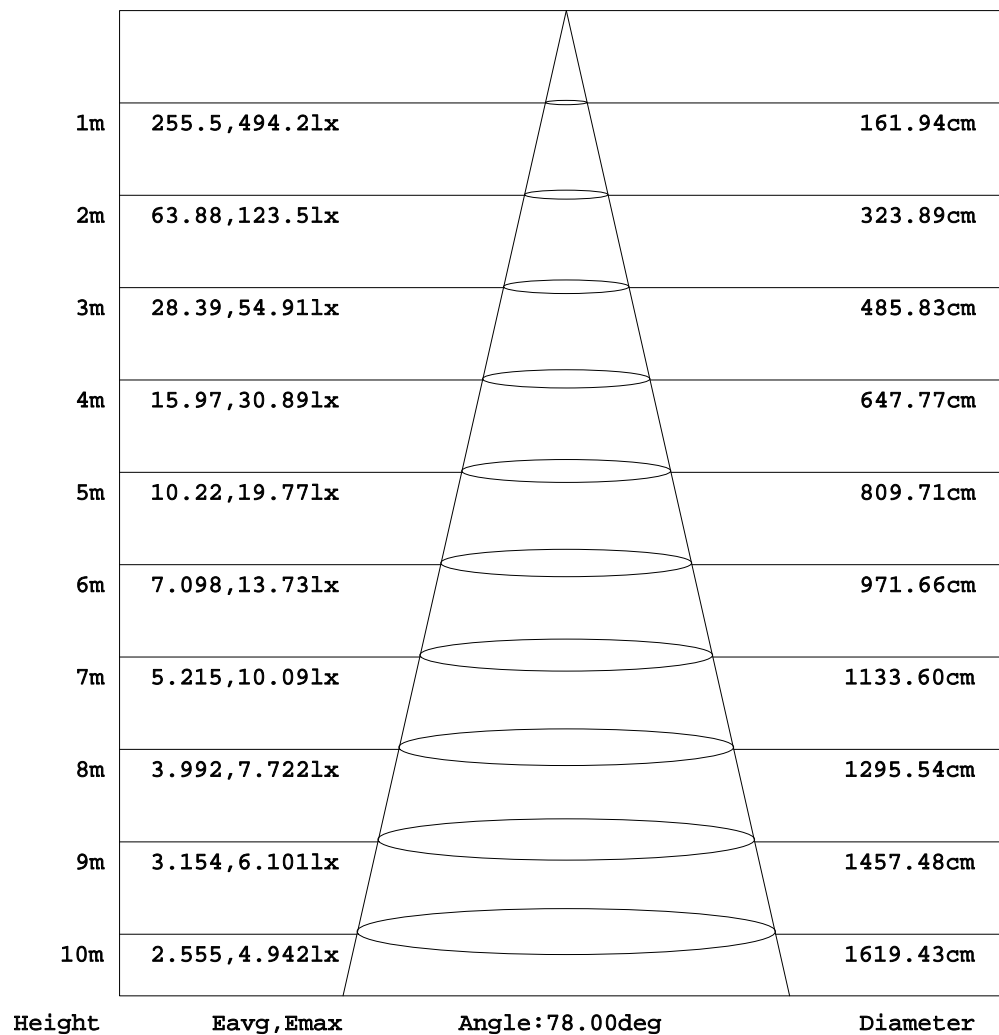 1m 255.5,494.2lx 161.94cm
2m 63.88,123.5lx 323.89cm
3m 28.39,54.91lx 485.83cm
4m 15.97,30.89lx 647.77cm
5m 10.22,19.77lx 809.71cm
6m 7.098,13.73lx 971.66cm
7m 5.215,10.09lx 1133.60cm
8m 3.992,7.722lx 1295.54cm
9m 3.154,6.101lx 1457.48cm
10m 2.555,4.942lx 1619.43cm
Height Eavg,Emax Angle:78.00deg Diameter